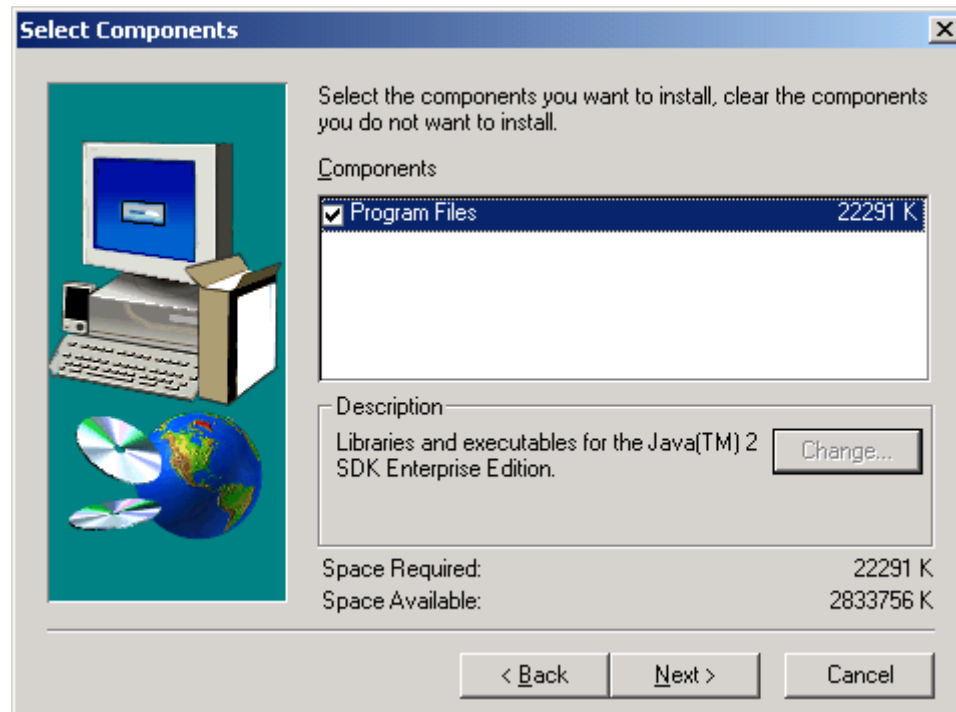 Select Components
Select the components you want to install, clear the components
you do not want to install.
Components
Program Files 22291 K
Description
Libraries and executables for the Java(TM) 2
SDK Enterprise Edition.
Change...
Space Required: 22291 K
Space Available: 2833756 K
< Back Next > Cancel